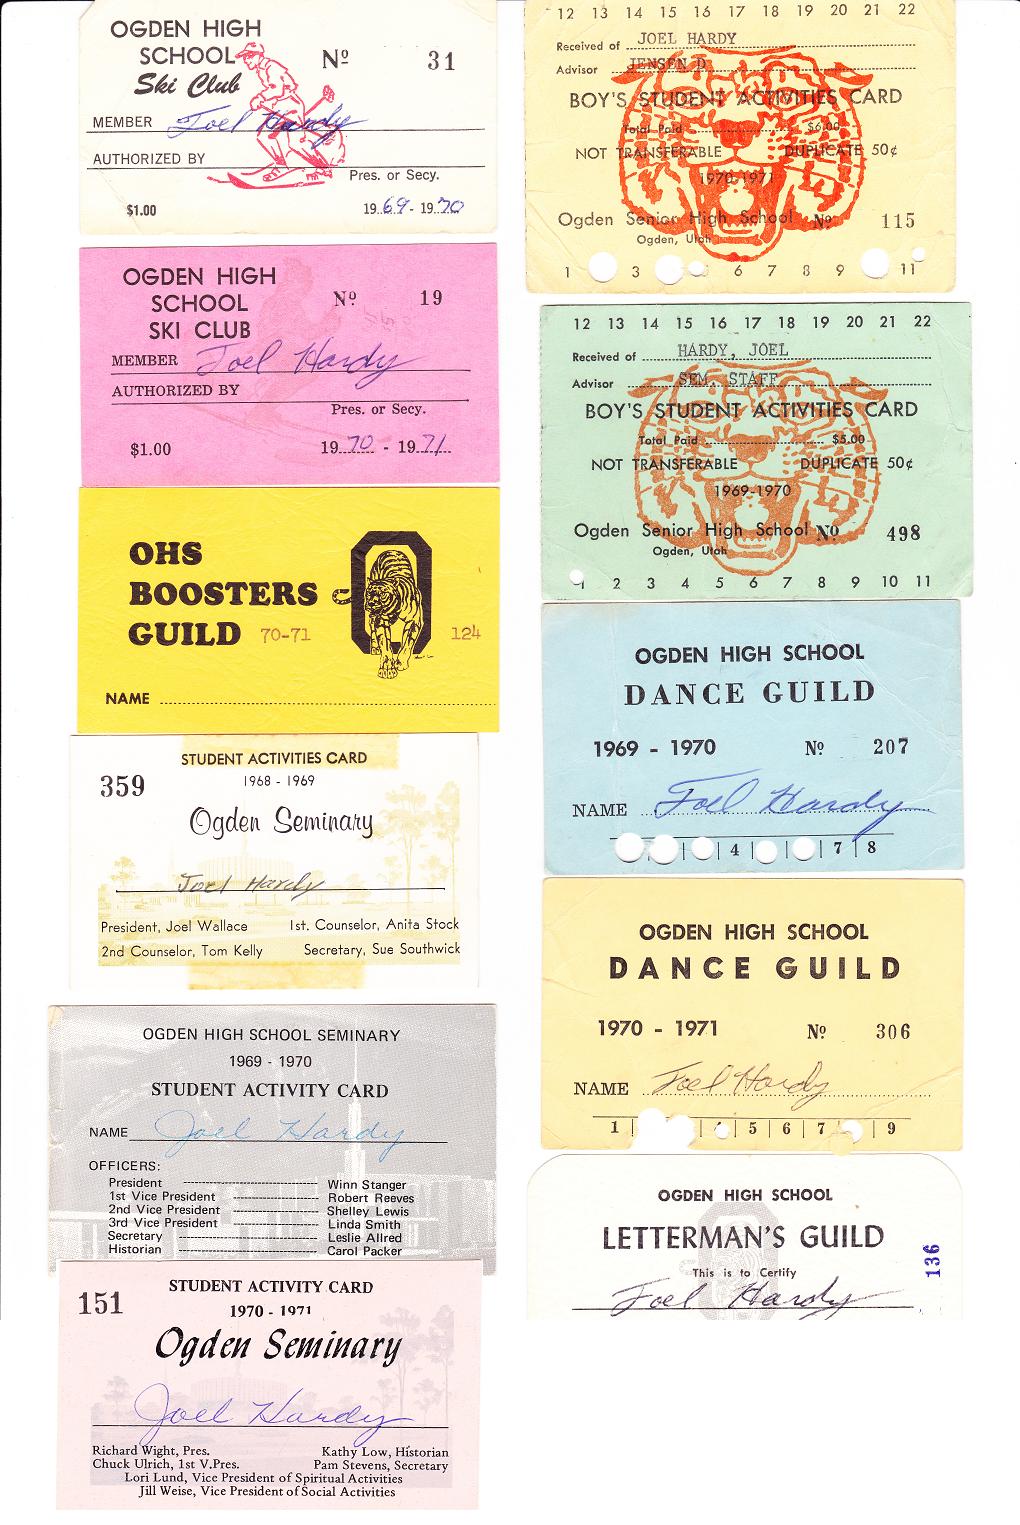 OGDEN HIGH
SCHOOL
Ski Club
Nº 31
MEMBER Joel Hardy
AUTHORIZED BY
Pres. or Secy.
$1.00 1969 - 1970
OGDEN HIGH
SCHOOL
SKI CLUB
Nº 19
MEMBER Joel Hardy
AUTHORIZED BY
Pres. or Secy.
$1.00 1970 - 1971
OHS
BOOSTERS
GUILD 70-71 124
NAME
STUDENT ACTIVITIES CARD
359 1968 - 1969
Ogden Seminary
Joel Hardy
President, Joel Wallace 1st. Counselor, Anita Stock
2nd Counselor, Tom Kelly Secretary, Sue Southwick
OGDEN HIGH SCHOOL SEMINARY
1969 - 1970
STUDENT ACTIVITY CARD
NAME Joel Hardy
OFFICERS:
President Winn Stanger
1st Vice President Robert Reeves
2nd Vice President Shelley Lewis
3rd Vice President Linda Smith
Secretary Leslie Allred
Historian Carol Packer
STUDENT ACTIVITY CARD
151 1970 - 1971
Ogden Seminary
Joel Hardy
Richard Wight, Pres. Kathy Low, Historian
Chuck Ulrich, 1st V.Pres. Pam Stevens, Secretary
Lori Lund, Vice President of Spiritual Activities
Jill Weise, Vice President of Social Activities
12 13 14 15 16 17 18 19 20 21 22
Received of JOEL HARDY
Advisor JENSEN D
BOY'S STUDENT ACTIVITIES CARD
Total Paid $6.00
NOT TRANSFERABLE DUPLICATE 50¢
1970-1971
Ogden Senior High School Nº 115
Ogden, Utah
1 3 6 7 8 9 11
12 13 14 15 16 17 18 19 20 21 22
Received of HARDY, JOEL
Advisor SEM. STAFF
BOY'S STUDENT ACTIVITIES CARD
Total Paid $5.00
NOT TRANSFERABLE DUPLICATE 50¢
1969-1970
Ogden Senior High School Nº 498
Ogden, Utah
1 2 3 4 5 6 7 8 9 10 11
OGDEN HIGH SCHOOL
DANCE GUILD
1969 - 1970 Nº 207
NAME Joel Hardy
4 | 7 | 8
OGDEN HIGH SCHOOL
DANCE GUILD
1970 - 1971 Nº 306
NAME Joel Hardy
1 | 5 | 6 | 7 | 9
OGDEN HIGH SCHOOL
LETTERMAN'S GUILD
This is to Certify
Joel Hardy
136